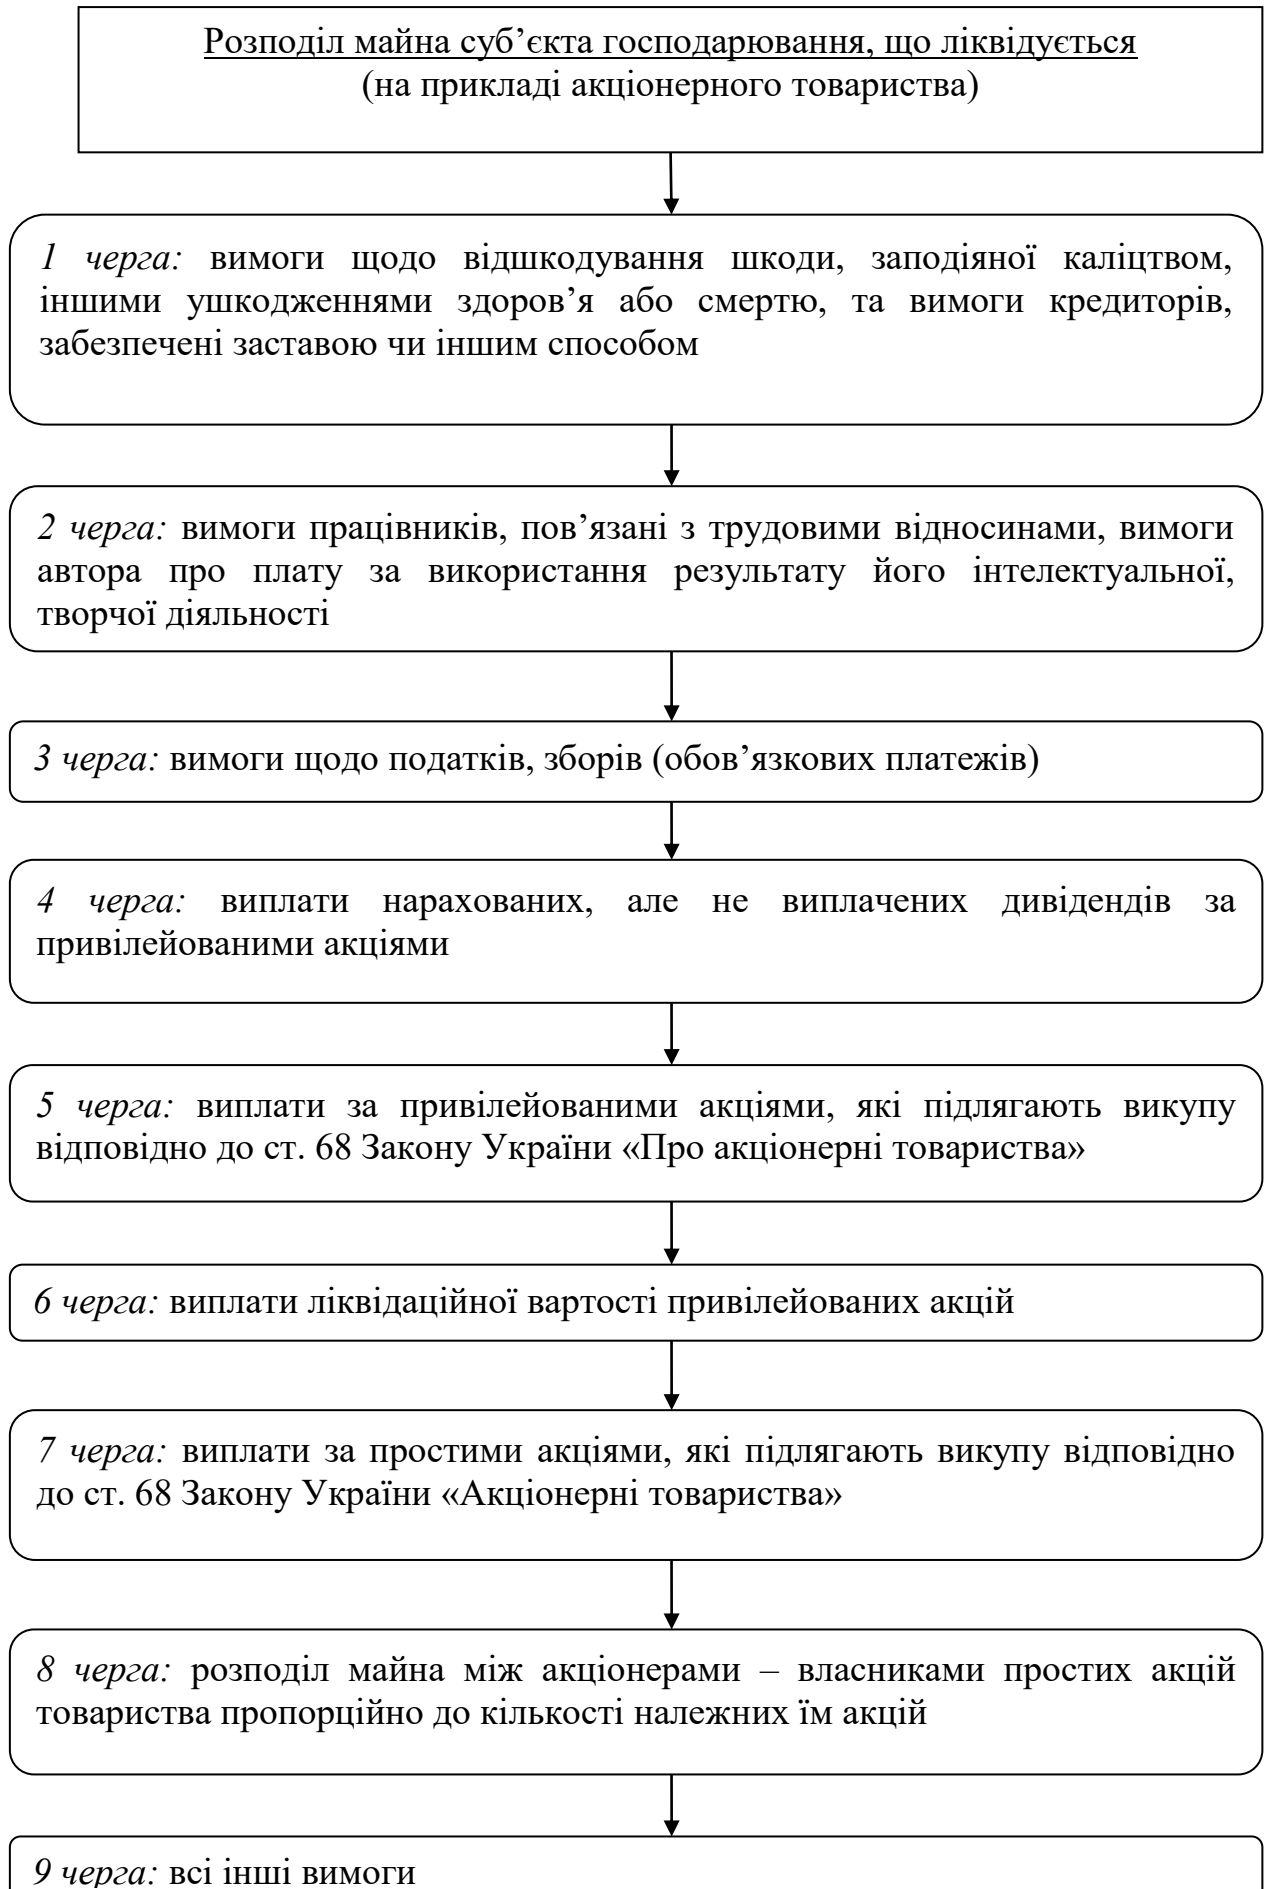 Розподіл майна суб’єкта господарювання, що ліквідується
(на прикладі акціонерного товариства)
1 черга: вимоги щодо відшкодування шкоди, заподіяної каліцтвом,
іншими ушкодженнями здоров’я або смертю, та вимоги кредиторів,
забезпечені заставою чи іншим способом
2 черга: вимоги працівників, пов’язані з трудовими відносинами, вимоги
автора про плату за використання результату його інтелектуальної,
творчої діяльності
3 черга: вимоги щодо податків, зборів (обов’язкових платежів)
4 черга: виплати нарахованих, але не виплачених дивідендів за
привілейованими акціями
5 черга: виплати за привілейованими акціями, які підлягають викупу
відповідно до ст. 68 Закону України «Про акціонерні товариства»
6 черга: виплати ліквідаційної вартості привілейованих акцій
7 черга: виплати за простими акціями, які підлягають викупу відповідно
до ст. 68 Закону України «Акціонерні товариства»
8 черга: розподіл майна між акціонерами – власниками простих акцій
товариства пропорційно до кількості належних їм акцій
9 черга: всі інші вимоги